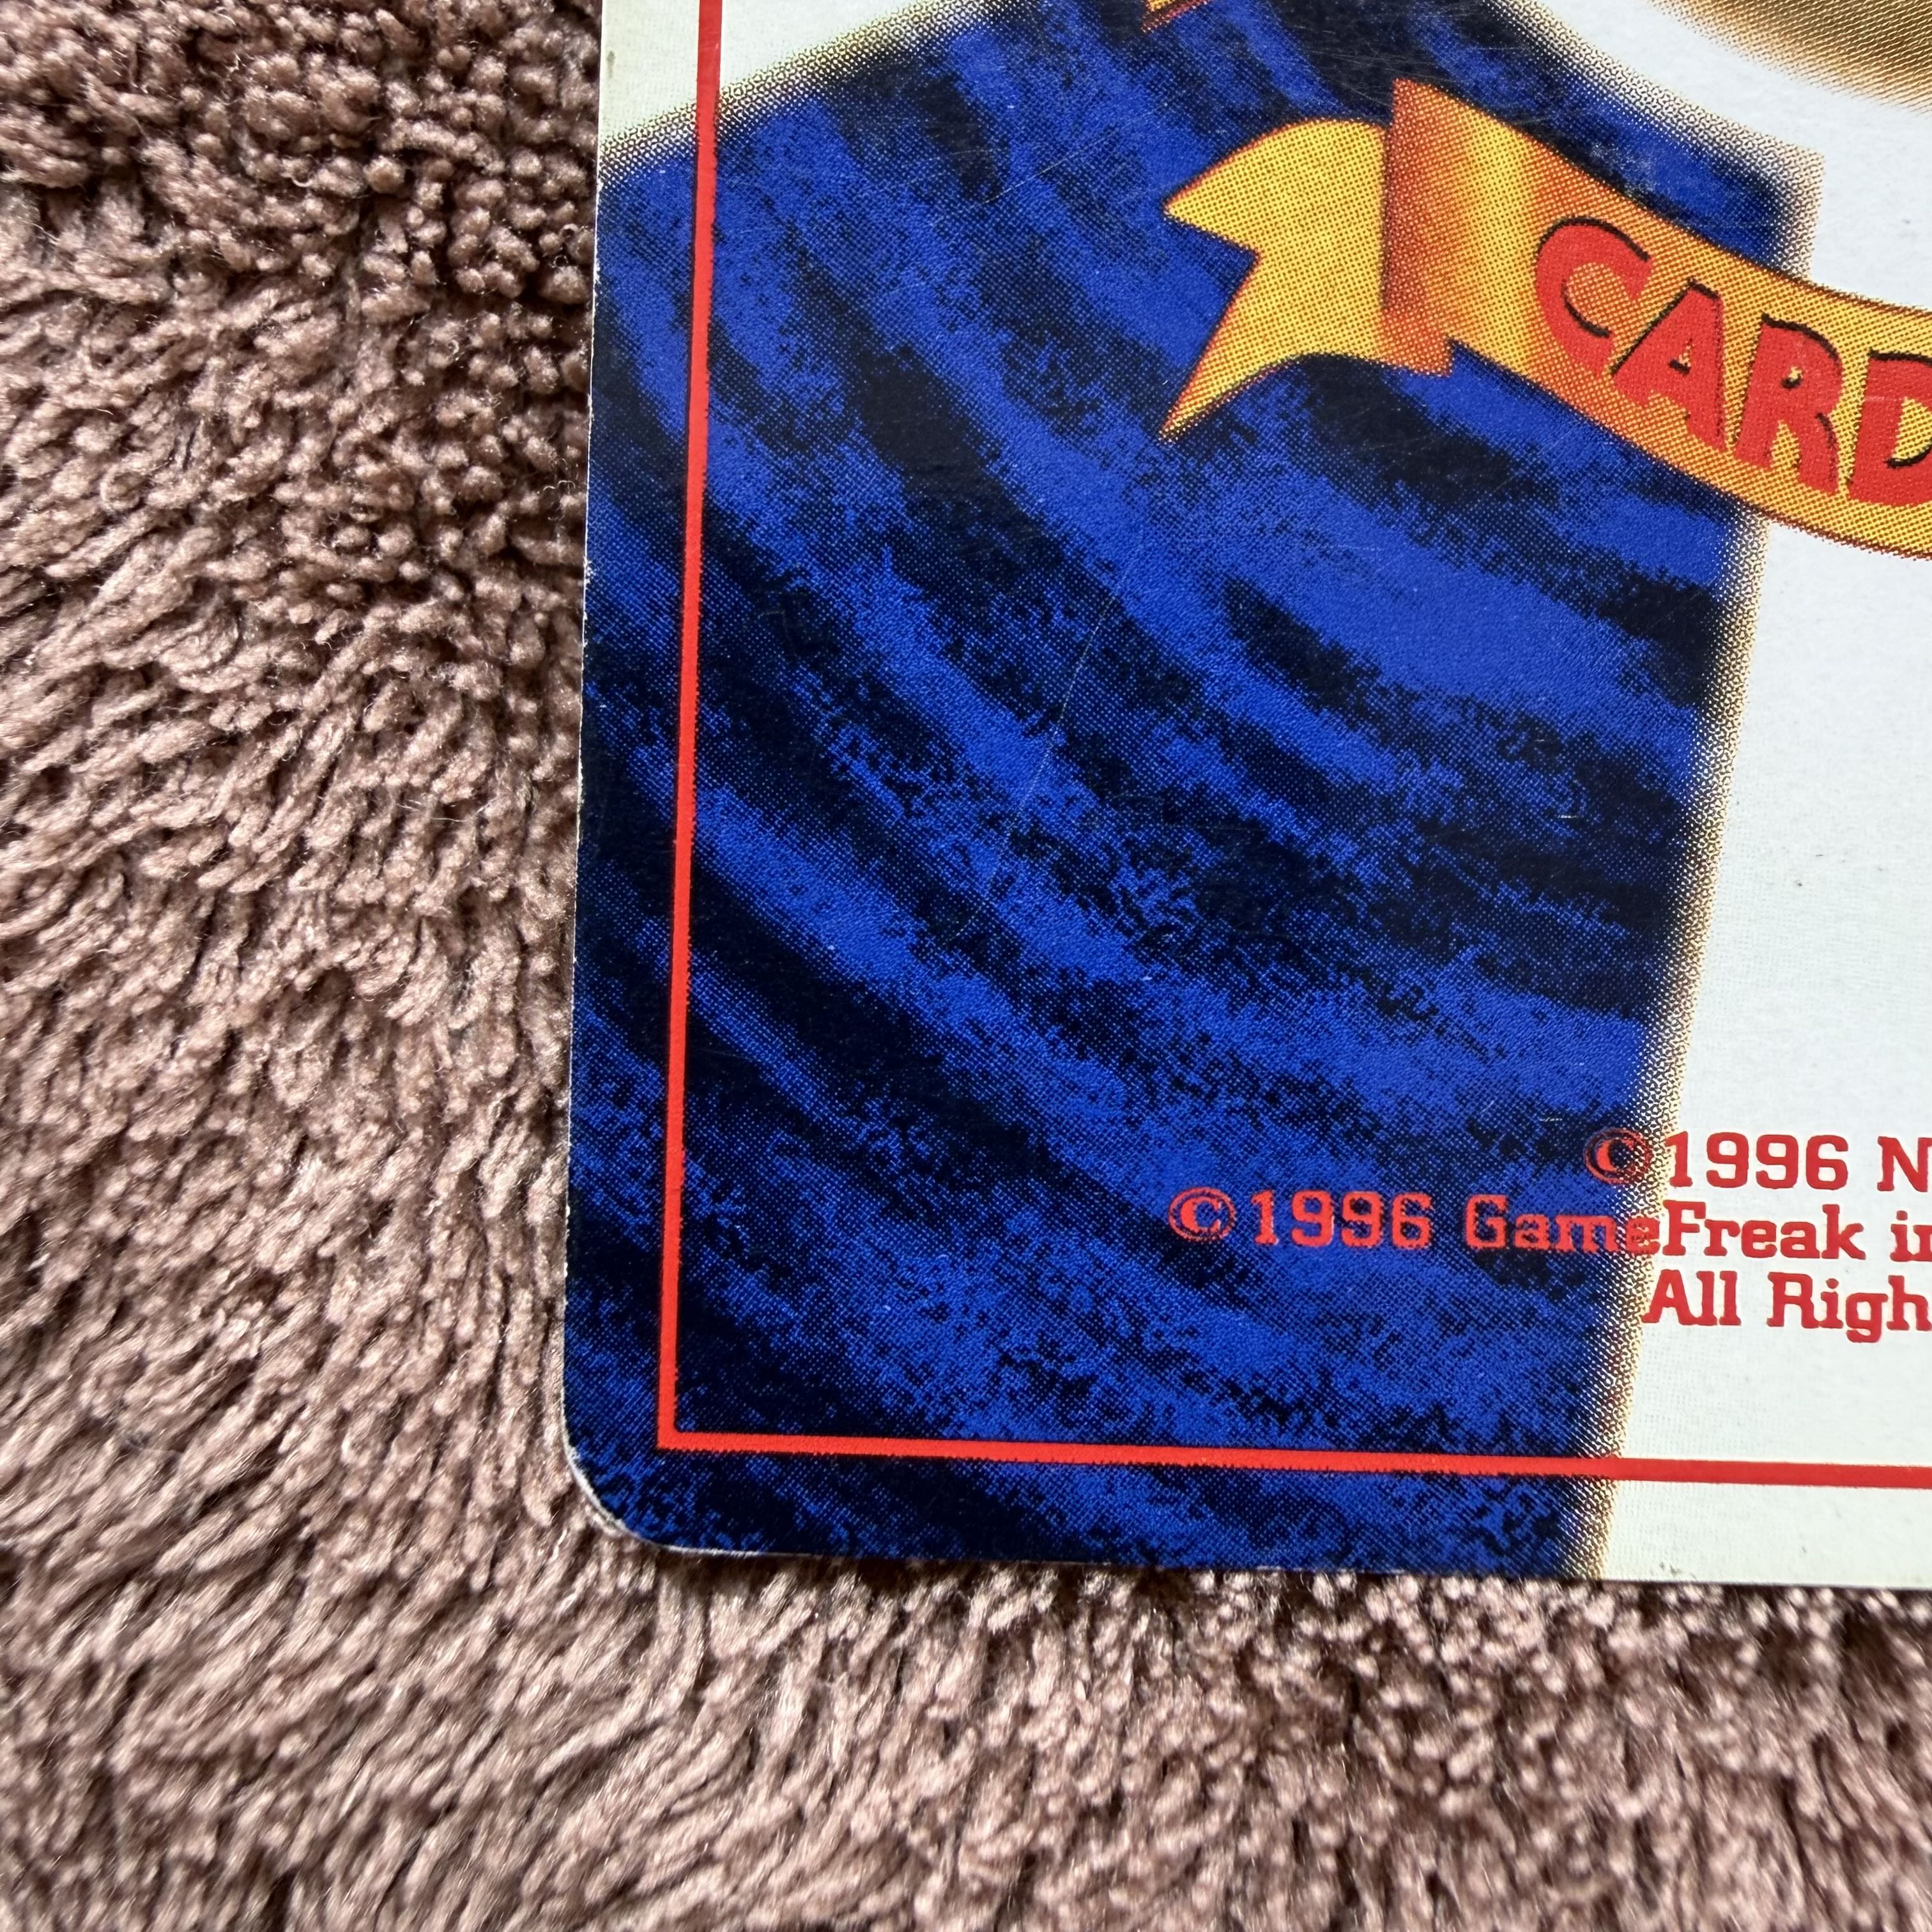 CARD
©1996 N
©1996 GameFreak in
All Righ